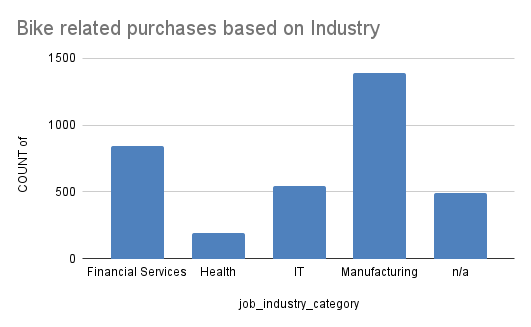 Bike related purchases based on Industry
1500
1000
500
0
COUNT of
Financial Services Health IT Manufacturing n/a
job_industry_category